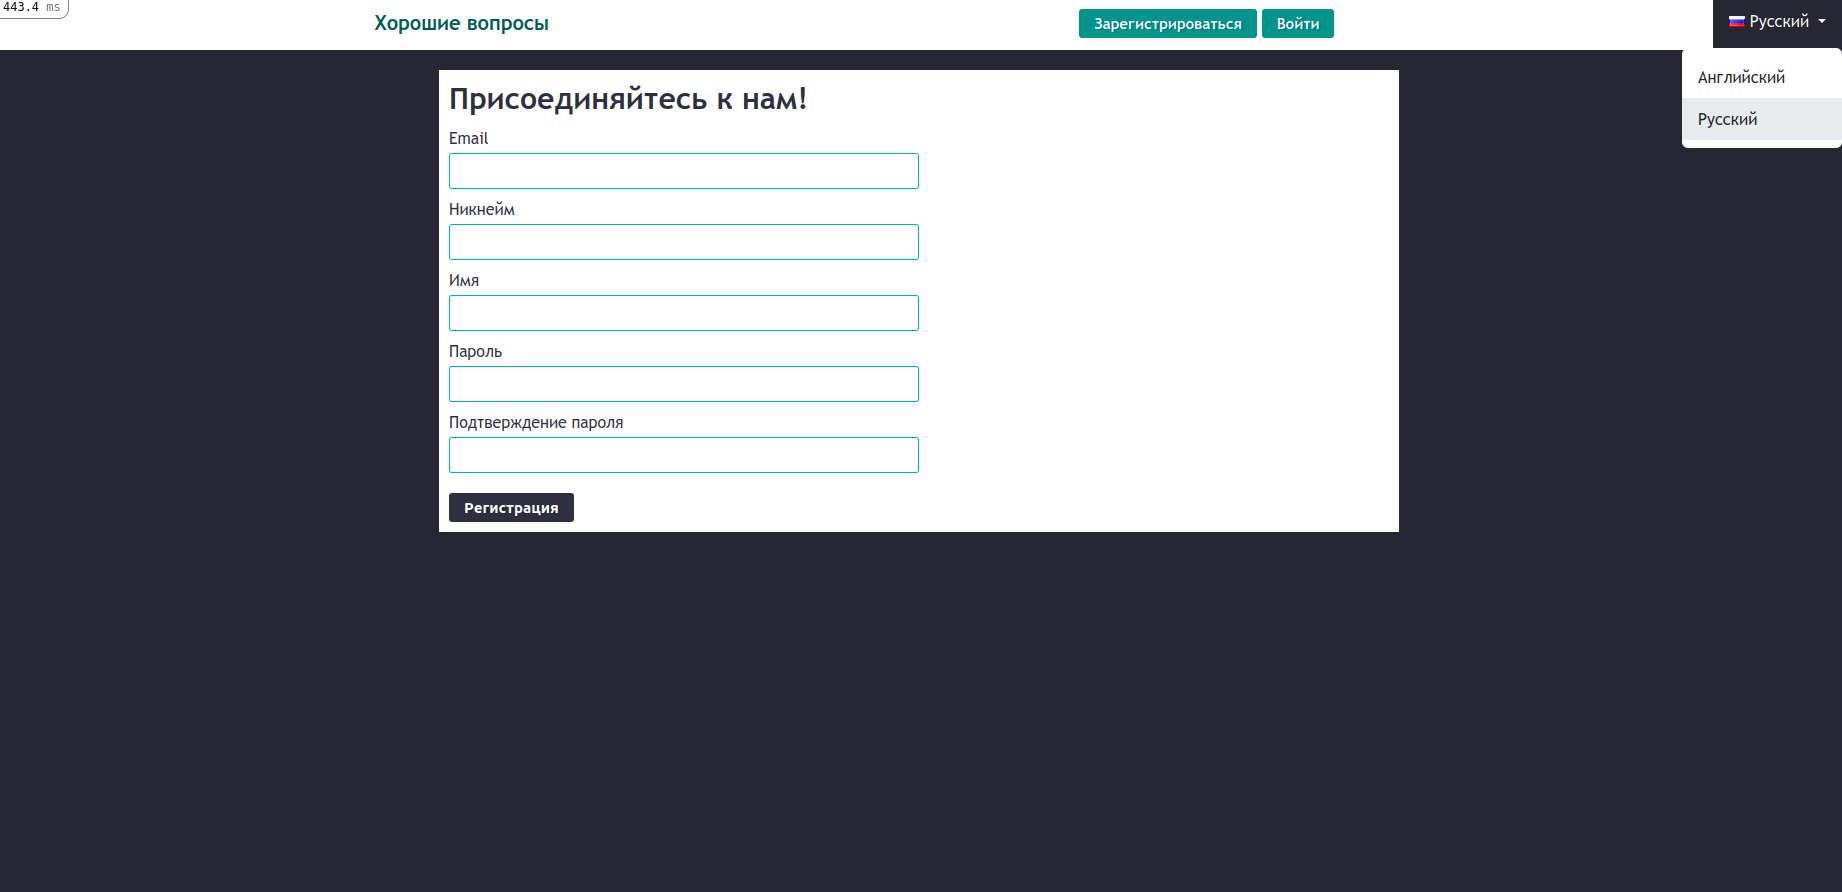 443.4 ms
Хорошие вопросы
Зарегистрироваться
Войти
Русский
Английский
Русский
Присоединяйтесь к нам!
Email
Никнейм
Имя
Пароль
Подтверждение пароля
Регистрация